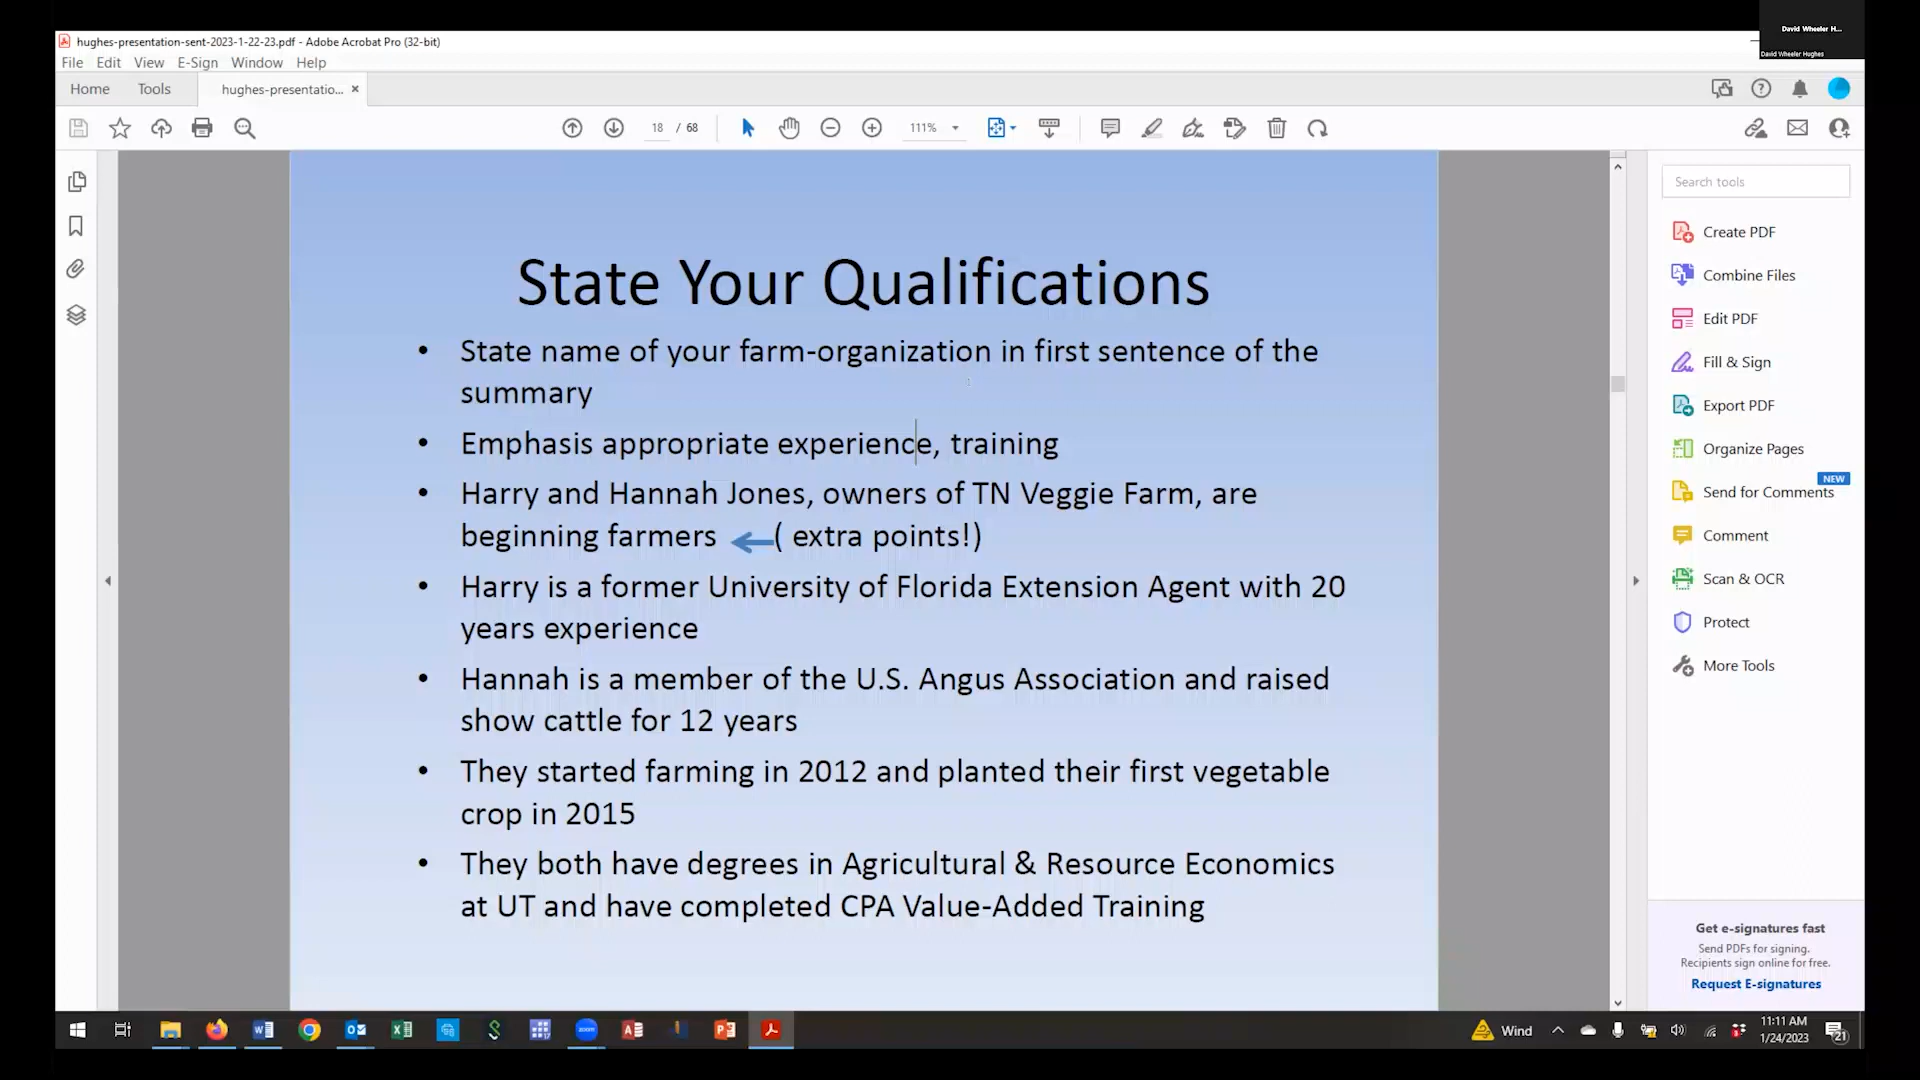 David Wheeler H...
David Wheeler Hughes
hughes-presentation-sent-2023-1-22-23.pdf - Adobe Acrobat Pro (32-bit)
File Edit View E-Sign Window Help
Home Tools hughes-presentatio... ×
18 / 68 111%
Search tools
Create PDF
Combine Files
Edit PDF
Fill & Sign
Export PDF
Organize Pages
NEW
Send for Comments
Comment
Scan & OCR
Protect
More Tools
State Your Qualifications
• State name of your farm-organization in first sentence of the
summary
• Emphasis appropriate experience, training
• Harry and Hannah Jones, owners of TN Veggie Farm, are
beginning farmers ( extra points!)
• Harry is a former University of Florida Extension Agent with 20
years experience
• Hannah is a member of the U.S. Angus Association and raised
show cattle for 12 years
• They started farming in 2012 and planted their first vegetable
crop in 2015
• They both have degrees in Agricultural & Resource Economics
at UT and have completed CPA Value-Added Training
Get e-signatures fast
Send PDFs for signing.
Recipients sign online for free.
Request E-signatures
zoom
Wind
11:11 AM
1/24/2023
21